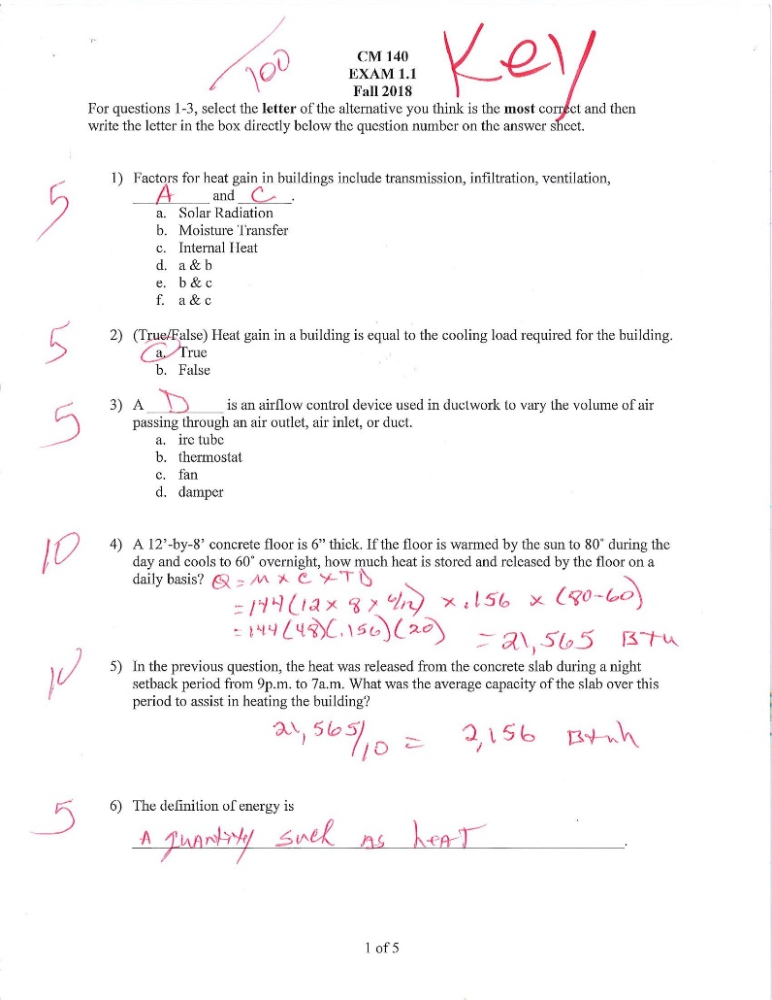 /100
Key
CM 140
EXAM 1.1
Fall 2018
For questions 1-3, select the letter of the alternative you think is the most correct and then
write the letter in the box directly below the question number on the answer sheet.
5
1) Factors for heat gain in buildings include transmission, infiltration, ventilation,
A and C.
a. Solar Radiation
b. Moisture Transfer
c. Internal Heat
d. a & b
e. b & c
f. a & c
5
2) (True/False) Heat gain in a building is equal to the cooling load required for the building.
a. True
b. False
5
3) A D is an airflow control device used in ductwork to vary the volume of air
passing through an air outlet, air inlet, or duct.
a. ire tube
b. thermostat
c. fan
d. damper
10
4) A 12’-by-8’ concrete floor is 6” thick. If the floor is warmed by the sun to 80˚ during the
day and cools to 60˚ overnight, how much heat is stored and released by the floor on a
daily basis? Q = M x C x TD
= 144 (12 x 8 x 6/12) x .156 x (80-60)
= 144 (48)(.156)(20) = 21,565 Btu
10
5) In the previous question, the heat was released from the concrete slab during a night
setback period from 9p.m. to 7a.m. What was the average capacity of the slab over this
period to assist in heating the building?
21,565/10 = 2,156 Btuh
5
6) The definition of energy is
A quantity such as heat.
1 of 5